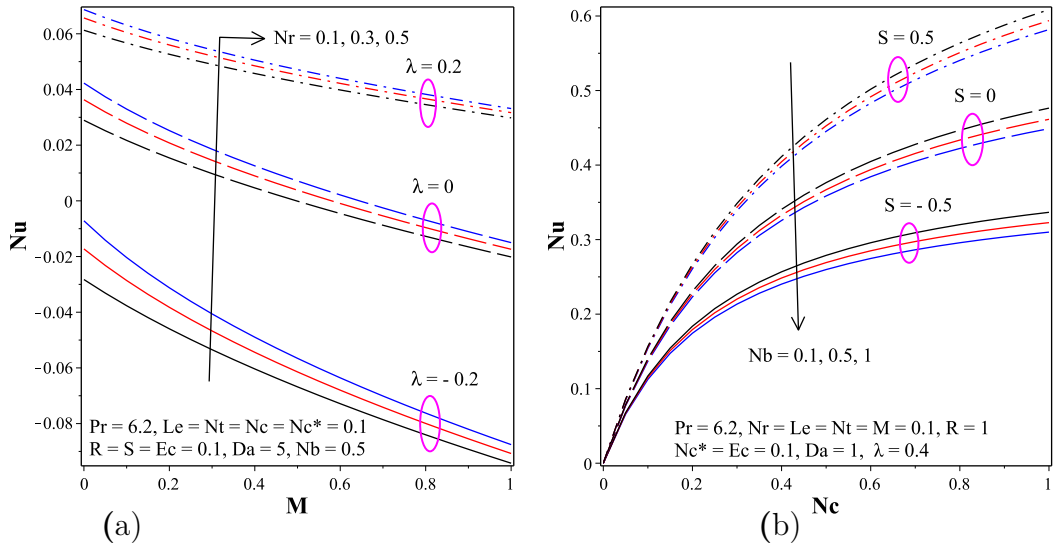 0.06
0.04
0.02
0
−0.02
−0.04
−0.06
−0.08
Nu
Nr = 0.1, 0.3, 0.5
λ = 0.2
λ = 0
λ = - 0.2
Pr = 6.2, Le = Nt = Nc = Nc* = 0.1
R = S = Ec = 0.1, Da = 5, Nb = 0.5
0 0.2 0.4 0.6 0.8 1
M
(a)
0.6
0.5
0.4
0.3
0.2
0.1
0
Nu
S = 0.5
S = 0
S = - 0.5
Nb = 0.1, 0.5, 1
Pr = 6.2, Nr = Le = Nt = M = 0.1, R = 1
Nc* = Ec = 0.1, Da = 1, λ = 0.4
0 0.2 0.4 0.6 0.8 1
Nc
(b)